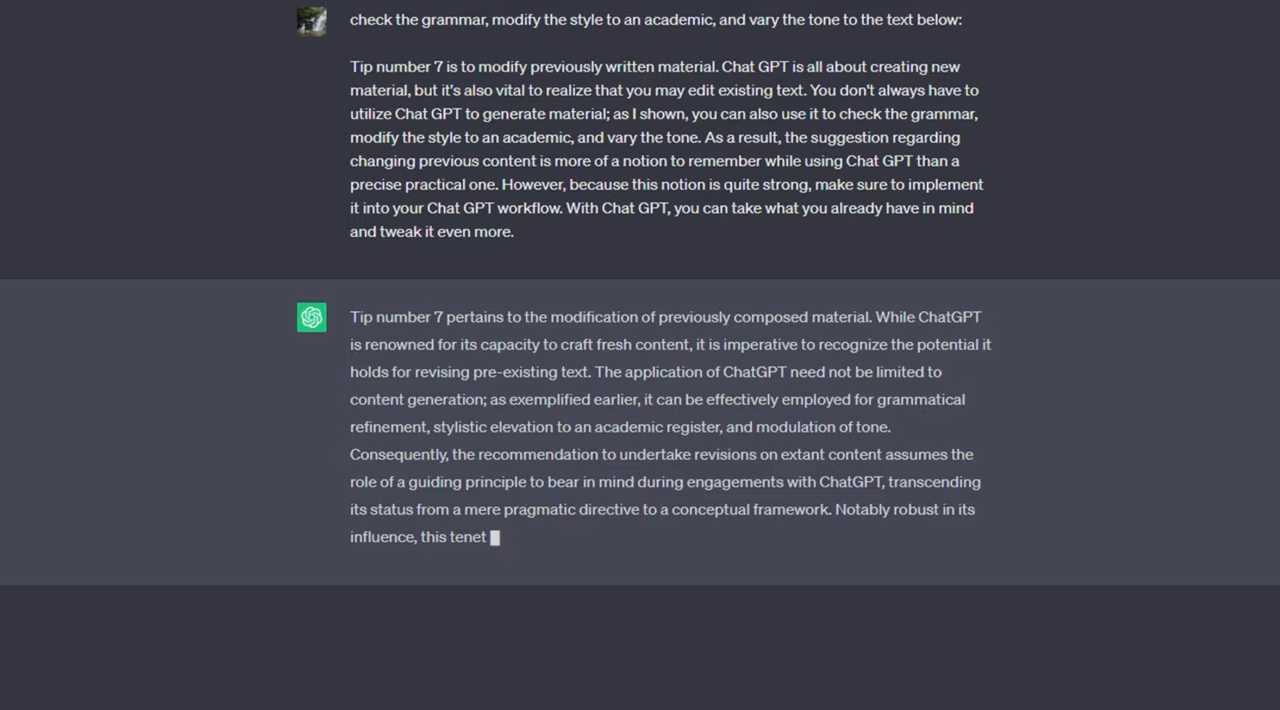 check the grammar, modify the style to an academic, and vary the tone to the text below:
Tip number 7 is to modify previously written material. Chat GPT is all about creating new
material, but it's also vital to realize that you may edit existing text. You don't always have to
utilize Chat GPT to generate material; as I shown, you can also use it to check the grammar,
modify the style to an academic, and vary the tone. As a result, the suggestion regarding
changing previous content is more of a notion to remember while using Chat GPT than a
precise practical one. However, because this notion is quite strong, make sure to implement
it into your Chat GPT workflow. With Chat GPT, you can take what you already have in mind
and tweak it even more.
Tip number 7 pertains to the modification of previously composed material. While ChatGPT
is renowned for its capacity to craft fresh content, it is imperative to recognize the potential it
holds for revising pre-existing text. The application of ChatGPT need not be limited to
content generation; as exemplified earlier, it can be effectively employed for grammatical
refinement, stylistic elevation to an academic register, and modulation of tone.
Consequently, the recommendation to undertake revisions on extant content assumes the
role of a guiding principle to bear in mind during engagements with ChatGPT, transcending
its status from a mere pragmatic directive to a conceptual framework. Notably robust in its
influence, this tenet